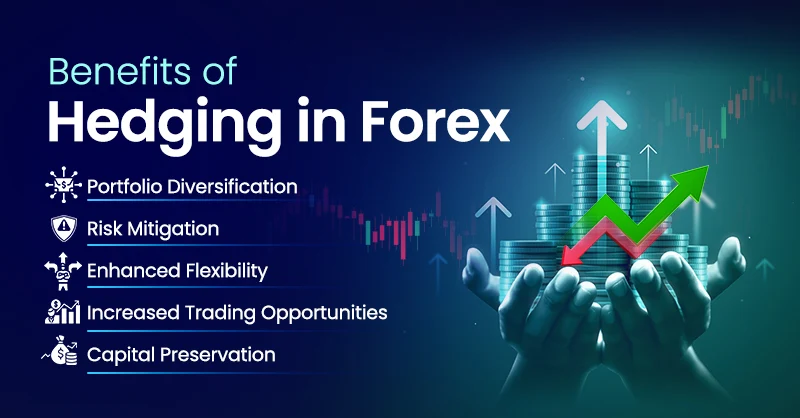 Benefits of
Hedging in Forex
Portfolio Diversification
Risk Mitigation
Enhanced Flexibility
Increased Trading Opportunities
Capital Preservation